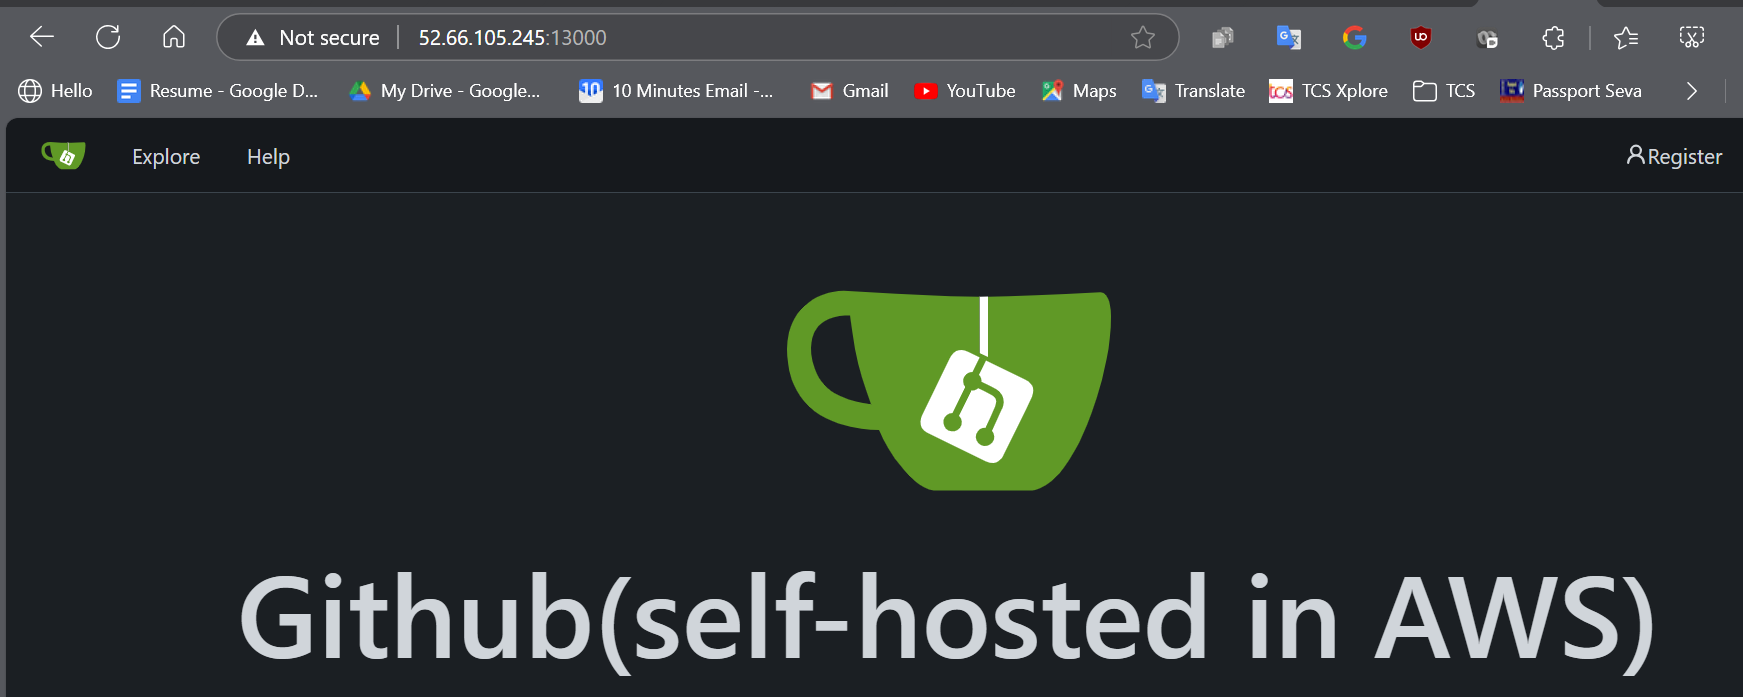 Not secure 52.66.105.245:13000
Hello Resume - Google D... My Drive - Google... 10 Minutes Email -... Gmail YouTube Maps Translate TCS Xplore TCS Passport Seva
Explore Help Register
Github(self-hosted in AWS)